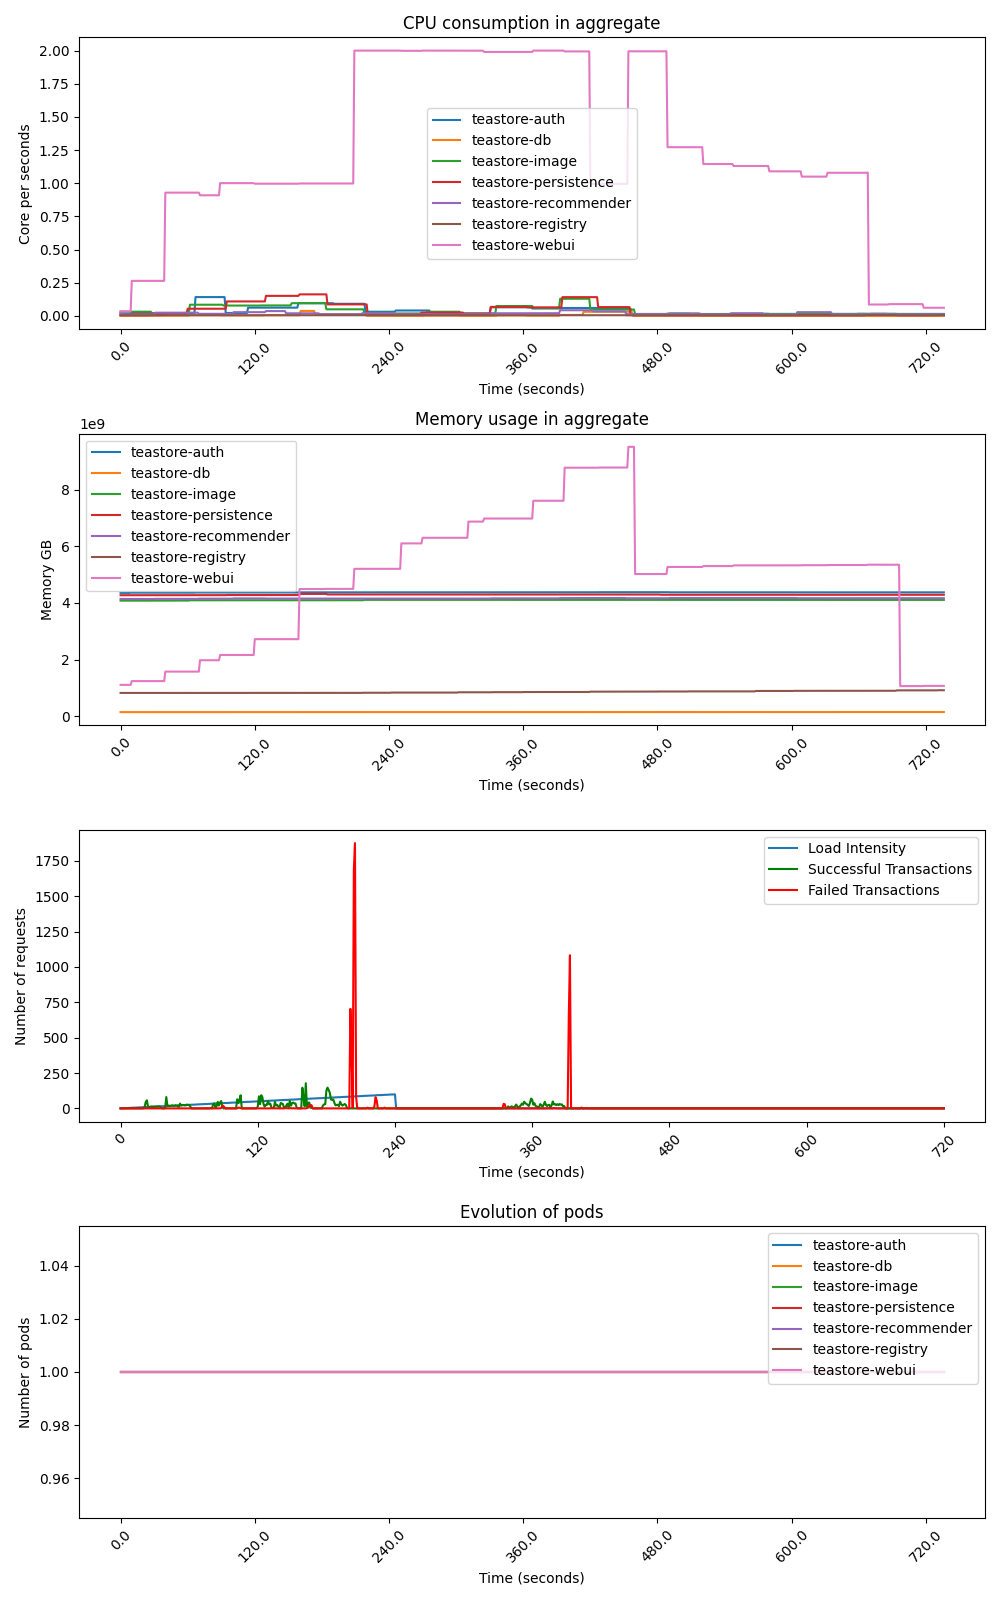 CPU consumption in aggregate
Core per seconds
2.00
1.75
1.50
1.25
1.00
0.75
0.50
0.25
0.00
teastore-auth
teastore-db
teastore-image
teastore-persistence
teastore-recommender
teastore-registry
teastore-webui
0.0 120.0 240.0 360.0 480.0 600.0 720.0
Time (seconds)
Memory usage in aggregate
1e9
Memory GB
8
6
4
2
0
teastore-auth
teastore-db
teastore-image
teastore-persistence
teastore-recommender
teastore-registry
teastore-webui
0.0 120.0 240.0 360.0 480.0 600.0 720.0
Time (seconds)
Number of requests
1750
1500
1250
1000
750
500
250
0
Load Intensity
Successful Transactions
Failed Transactions
0 120 240 360 480 600 720
Time (seconds)
Evolution of pods
Number of pods
1.04
1.02
1.00
0.98
0.96
teastore-auth
teastore-db
teastore-image
teastore-persistence
teastore-recommender
teastore-registry
teastore-webui
0.0 120.0 240.0 360.0 480.0 600.0 720.0
Time (seconds)